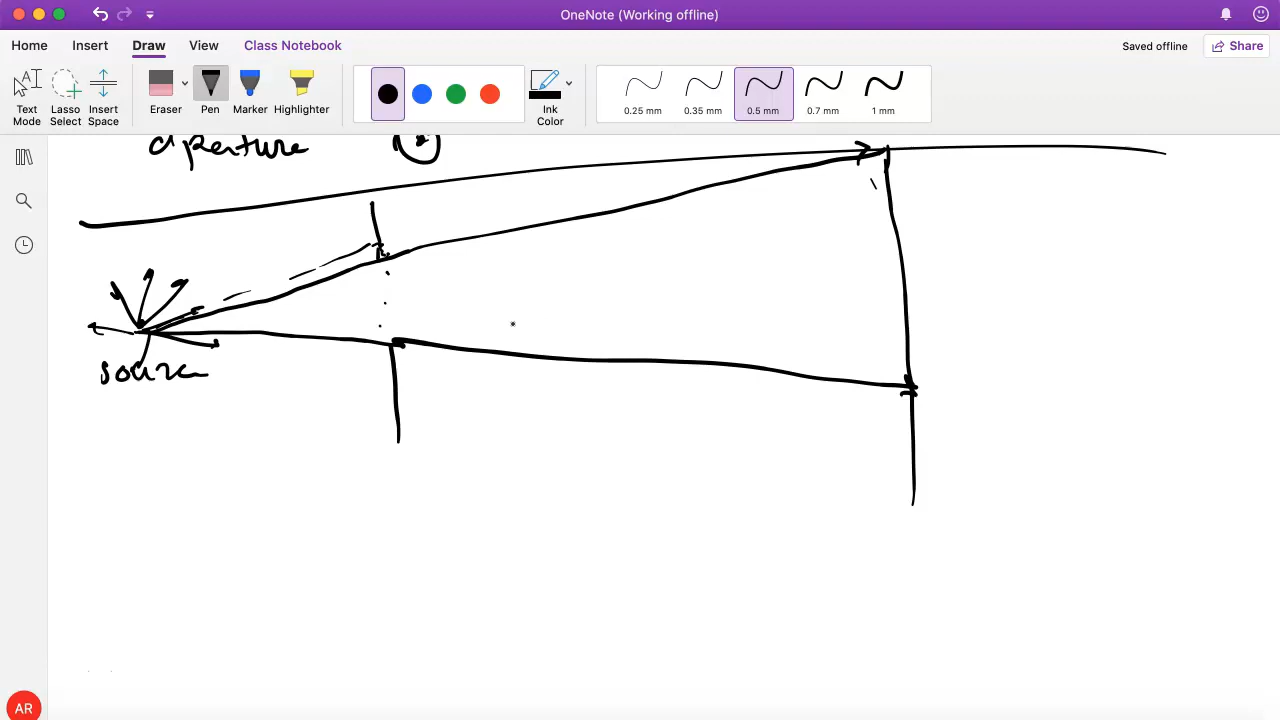 OneNote (Working offline)
Home Insert Draw View Class Notebook Saved offline Share
Text Mode Lasso Select Insert Space Eraser Pen Marker Highlighter Ink Color 0.25 mm 0.35 mm 0.5 mm 0.7 mm 1 mm
aperture
source
AR